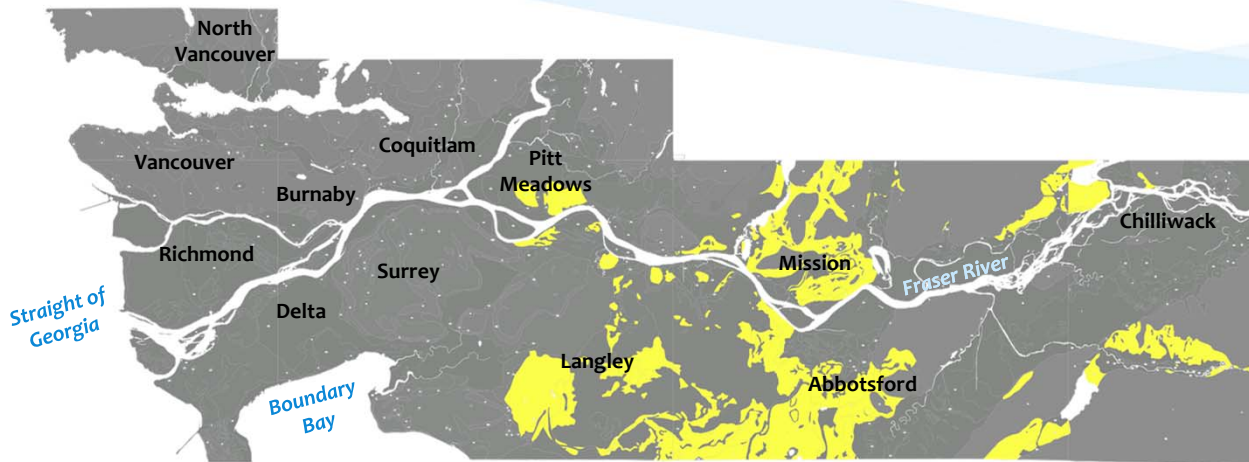 North
Vancouver
Vancouver
Burnaby
Coquitlam
Pitt
Meadows
Richmond
Surrey
Delta
Straight of
Georgia
Boundary
Bay
Langley
Mission
Abbotsford
Fraser River
Chilliwack